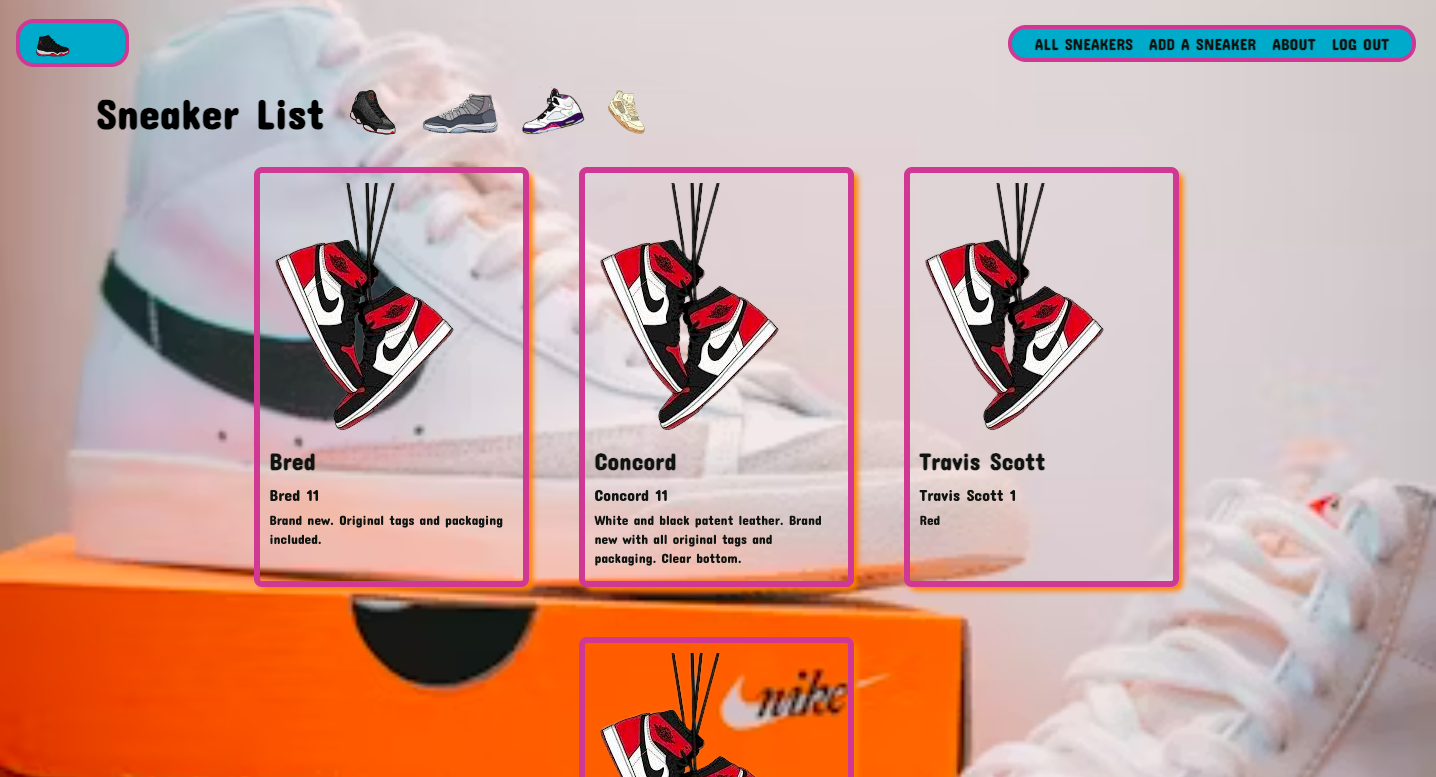 ALL SNEAKERS ADD A SNEAKER ABOUT LOG OUT
Sneaker List
Bred
Bred 11
Brand new. Original tags and packaging
included.
Concord
Concord 11
White and black patent leather. Brand
new with all original tags and
packaging. Clear bottom.
Travis Scott
Travis Scott 1
Red
nike